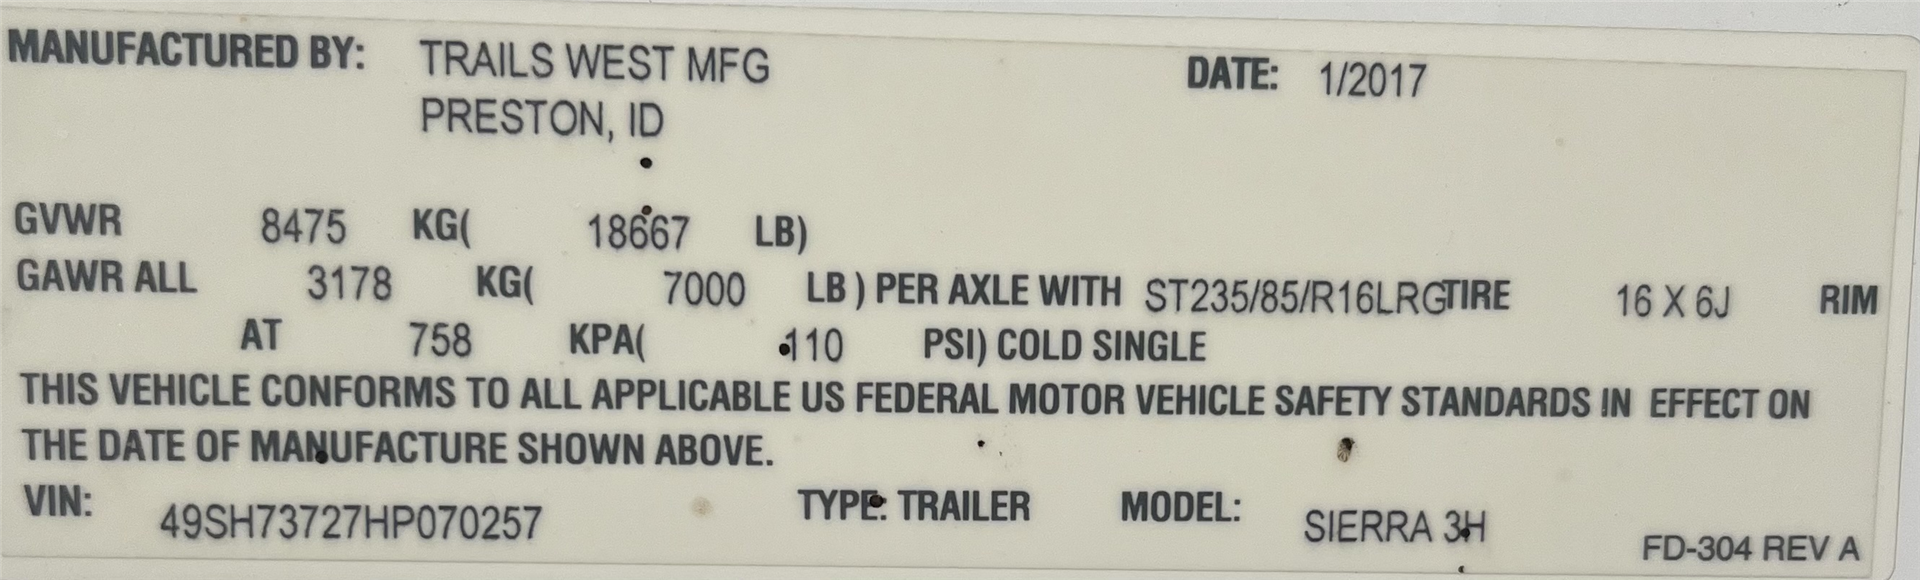 MANUFACTURED BY: TRAILS WEST MFG DATE: 1/2017
PRESTON, ID
GVWR 8475 KG( 18667 LB)
GAWR ALL 3178 KG( 7000 LB ) PER AXLE WITH ST235/85/R16LRGTIRE 16 X 6J RIM
AT 758 KPA( 110 PSI) COLD SINGLE
THIS VEHICLE CONFORMS TO ALL APPLICABLE US FEDERAL MOTOR VEHICLE SAFETY STANDARDS IN EFFECT ON
THE DATE OF MANUFACTURE SHOWN ABOVE.
VIN: 49SH73727HP070257 TYPE: TRAILER MODEL: SIERRA 3H FD-304 REV A